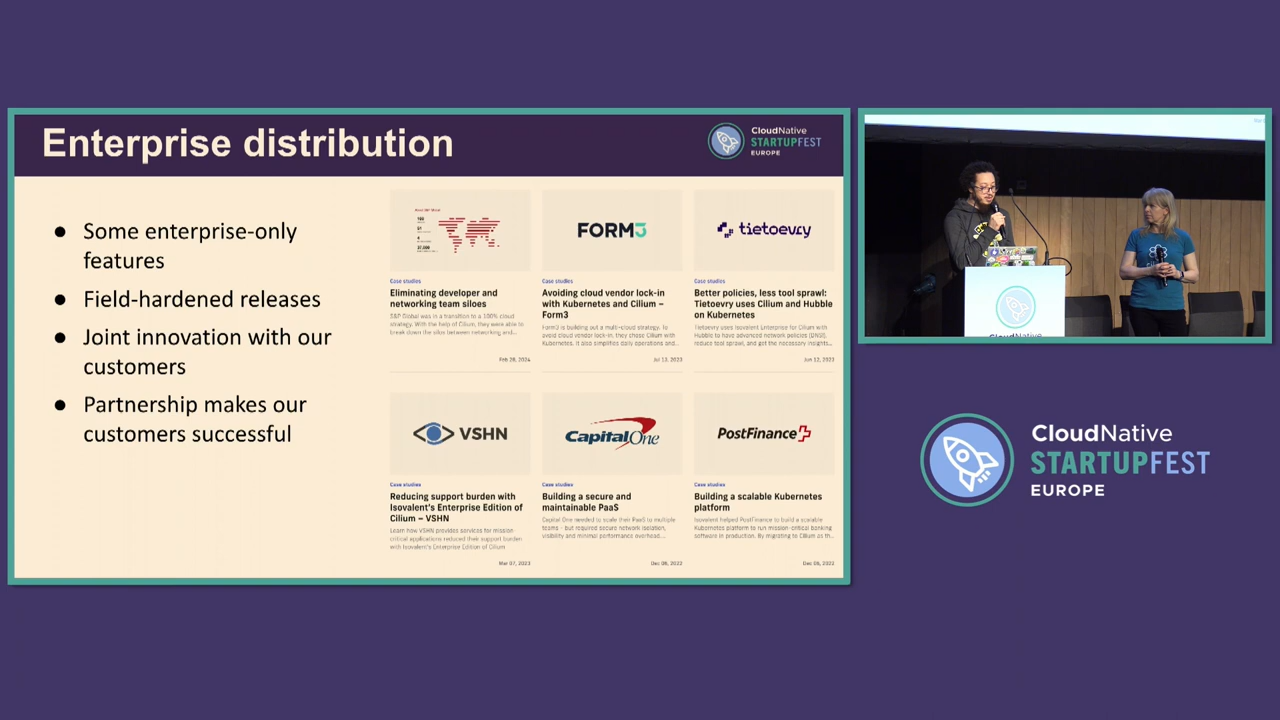 Enterprise distribution
CloudNative
STARTUPFEST
EUROPE
● Some enterprise-only
features
● Field-hardened releases
● Joint innovation with our
customers
● Partnership makes our
customers successful
Case studies
Eliminating developer and
networking team siloes
S&P Global was in a transition to a 100% cloud
strategy. With the help of Cilium, they were able to
break down the silos between networking and...
Feb 28, 2024
FORM3
Case studies
Avoiding cloud vendor lock-in
with Kubernetes and Cilium –
Form3
Form3 is building out a multi-cloud strategy. To
avoid cloud vendor lock-in, they chose Cilium with
Kubernetes. It also simplifies daily operations and...
Jul 13, 2023
tietoevry
Case studies
Better policies, less tool sprawl:
Tietoevry uses Cilium and Hubble
on Kubernetes
Tietoevry uses Isovalent Enterprise for Cilium with
Hubble to have advanced network policies (DNS),
reduce tool sprawl, and get the necessary insights...
Jun 12, 2023
VSHN
Case studies
Reducing support burden with
Isovalent's Enterprise Edition of
Cilium – VSHN
Learn how VSHN provides services for mission-
critical applications reduced their support burden
with Isovalent's Enterprise Edition of Cilium
Mar 07, 2023
CapitalOne
Case studies
Building a secure and
maintainable PaaS
Capital One needed to scale their PaaS to multiple
teams - but required secure network isolation,
visibility and minimal performance overhead....
Dec 06, 2022
PostFinance
Case studies
Building a scalable Kubernetes
platform
Isovalent helped PostFinance to build a scalable
Kubernetes platform to run mission-critical banking
software in production. By migrating to Cilium as th...
Dec 06, 2022
CloudNative
CloudNative
STARTUPFEST
EUROPE